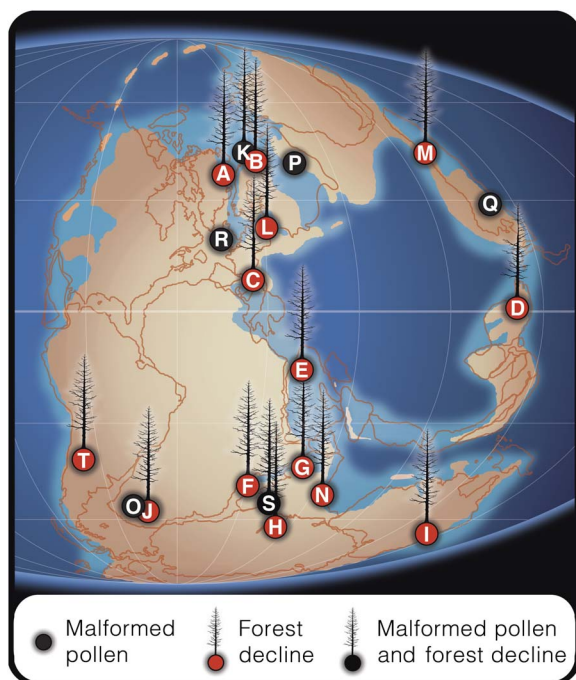 K
B
P
M
A
Q
L
R
C
D
E
T
G
F
N
O
J
S
H
I
Malformed
pollen
Forest
decline
Malformed pollen
and forest decline